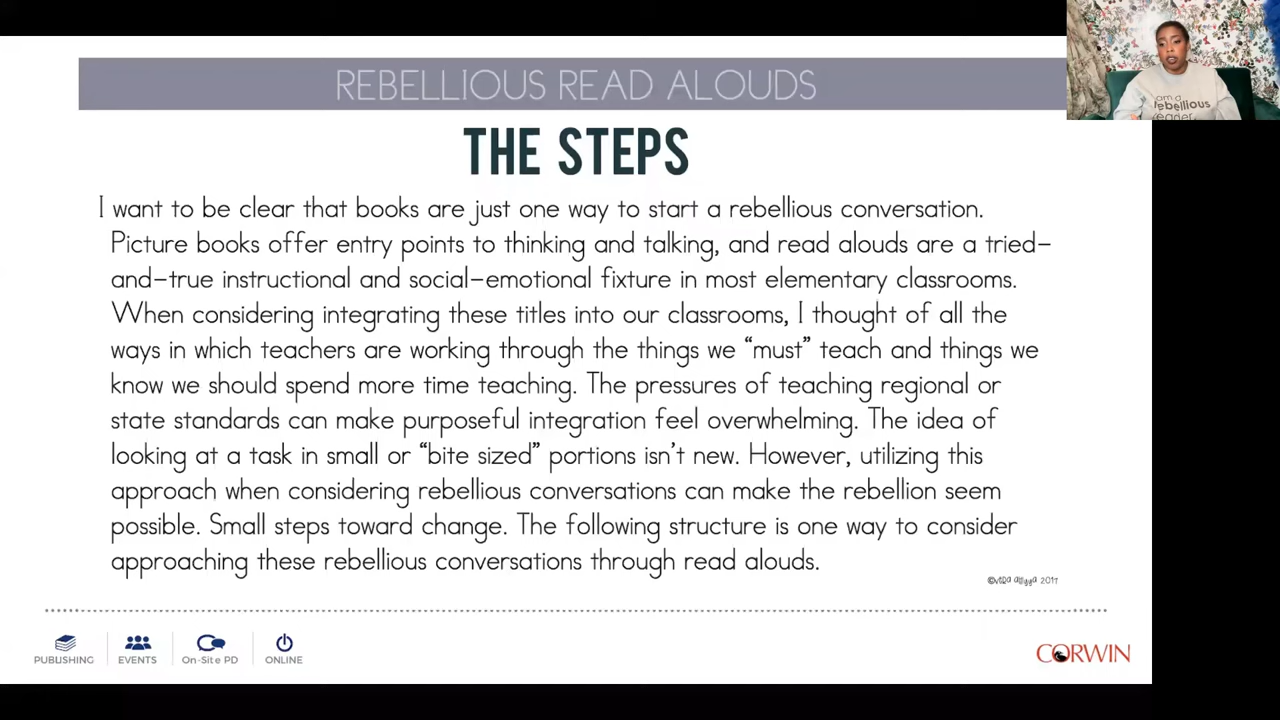 REBELLIOUS READ ALOUDS
THE STEPS
I want to be clear that books are just one way to start a rebellious conversation.
Picture books offer entry points to thinking and talking, and read alouds are a tried-
and-true instructional and social-emotional fixture in most elementary classrooms.
When considering integrating these titles into our classrooms, I thought of all the
ways in which teachers are working through the things we “must” teach and things we
know we should spend more time teaching. The pressures of teaching regional or
state standards can make purposeful integration feel overwhelming. The idea of
looking at a task in small or “bite sized” portions isn’t new. However, utilizing this
approach when considering rebellious conversations can make the rebellion seem
possible. Small steps toward change. The following structure is one way to consider
approaching these rebellious conversations through read alouds.
PUBLISHING
EVENTS
On-Site PD
ONLINE
CORWIN
am a
rebellious
reader